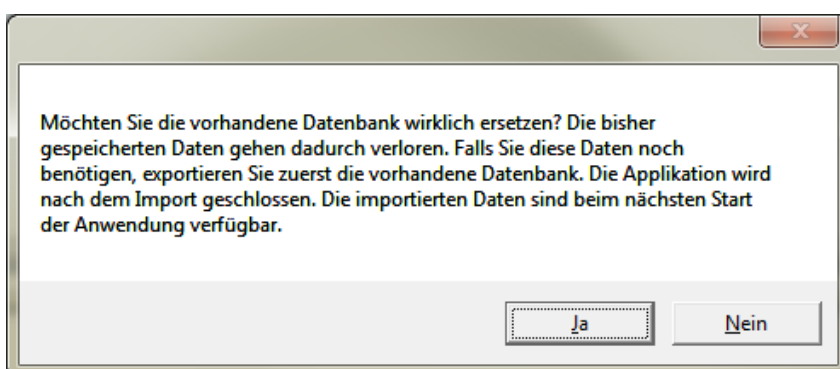 Möchten Sie die vorhandene Datenbank wirklich ersetzen? Die bisher
gespeicherten Daten gehen dadurch verloren. Falls Sie diese Daten noch
benötigen, exportieren Sie zuerst die vorhandene Datenbank. Die Applikation wird
nach dem Import geschlossen. Die importierten Daten sind beim nächsten Start
der Anwendung verfügbar.
Ja
Nein